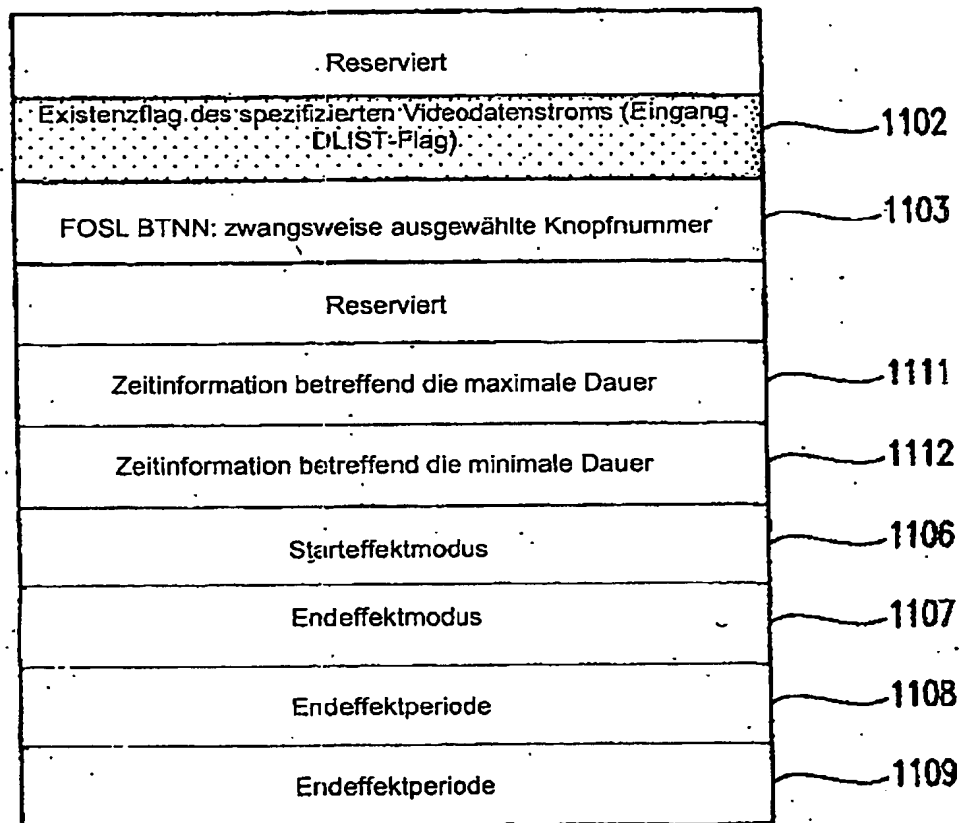 Reserviert
Existenzflag des spezifizierten Videodatenstroms (Eingang
DLIST-Flag)
1102
FOSL BTNN: zwangsweise ausgewählte Knopfnummer
1103
Reserviert
Zeitinformation betreffend die maximale Dauer
1111
Zeitinformation betreffend die minimale Dauer
1112
Starteffektmodus
1106
Endeffektmodus
1107
Endeffektperiode
1108
Endeffektperiode
1109